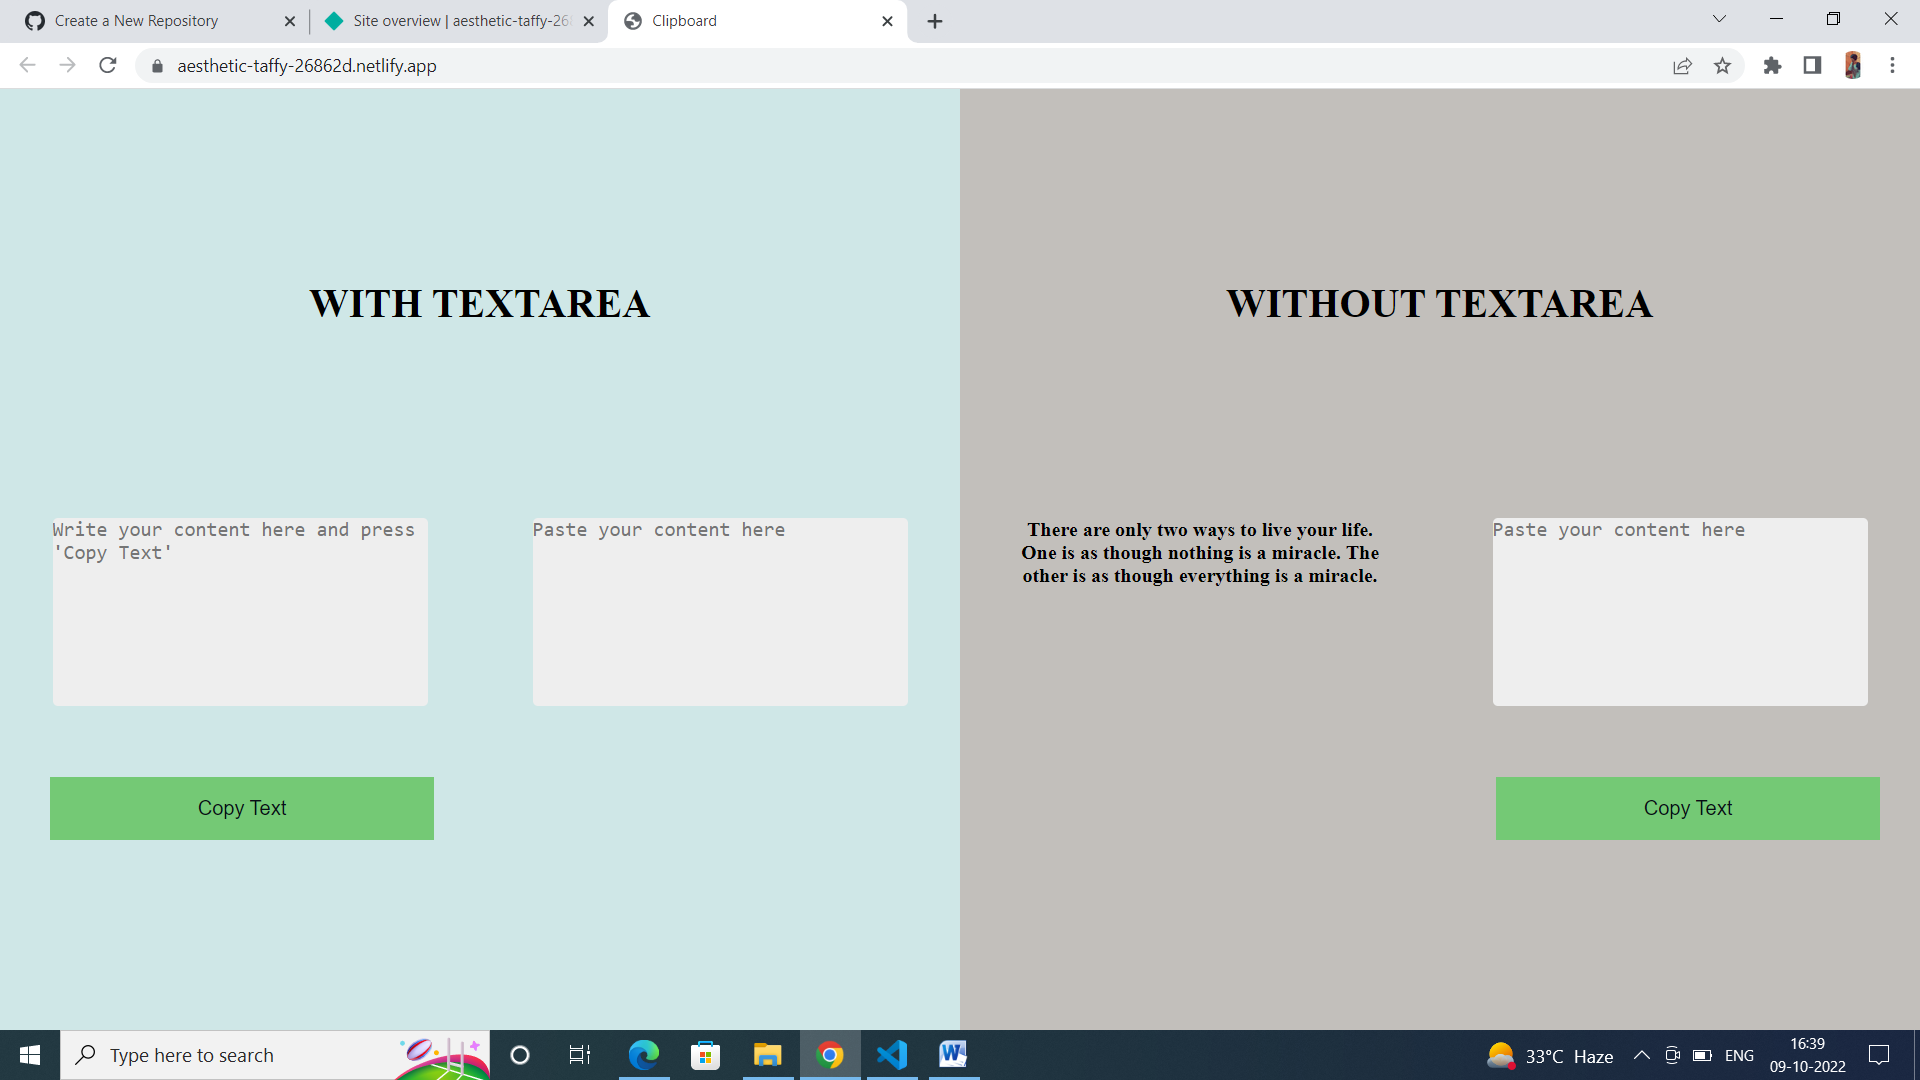 Create a New Repository
Site overview | aesthetic-taffy-26
Clipboard
aesthetic-taffy-26862d.netlify.app
WITH TEXTAREA
WITHOUT TEXTAREA
Write your content here and press
'Copy Text'
Paste your content here
There are only two ways to live your life.
One is as though nothing is a miracle. The
other is as though everything is a miracle.
Paste your content here
Copy Text
Copy Text
Type here to search
33°C Haze
ENG
16:39
09-10-2022